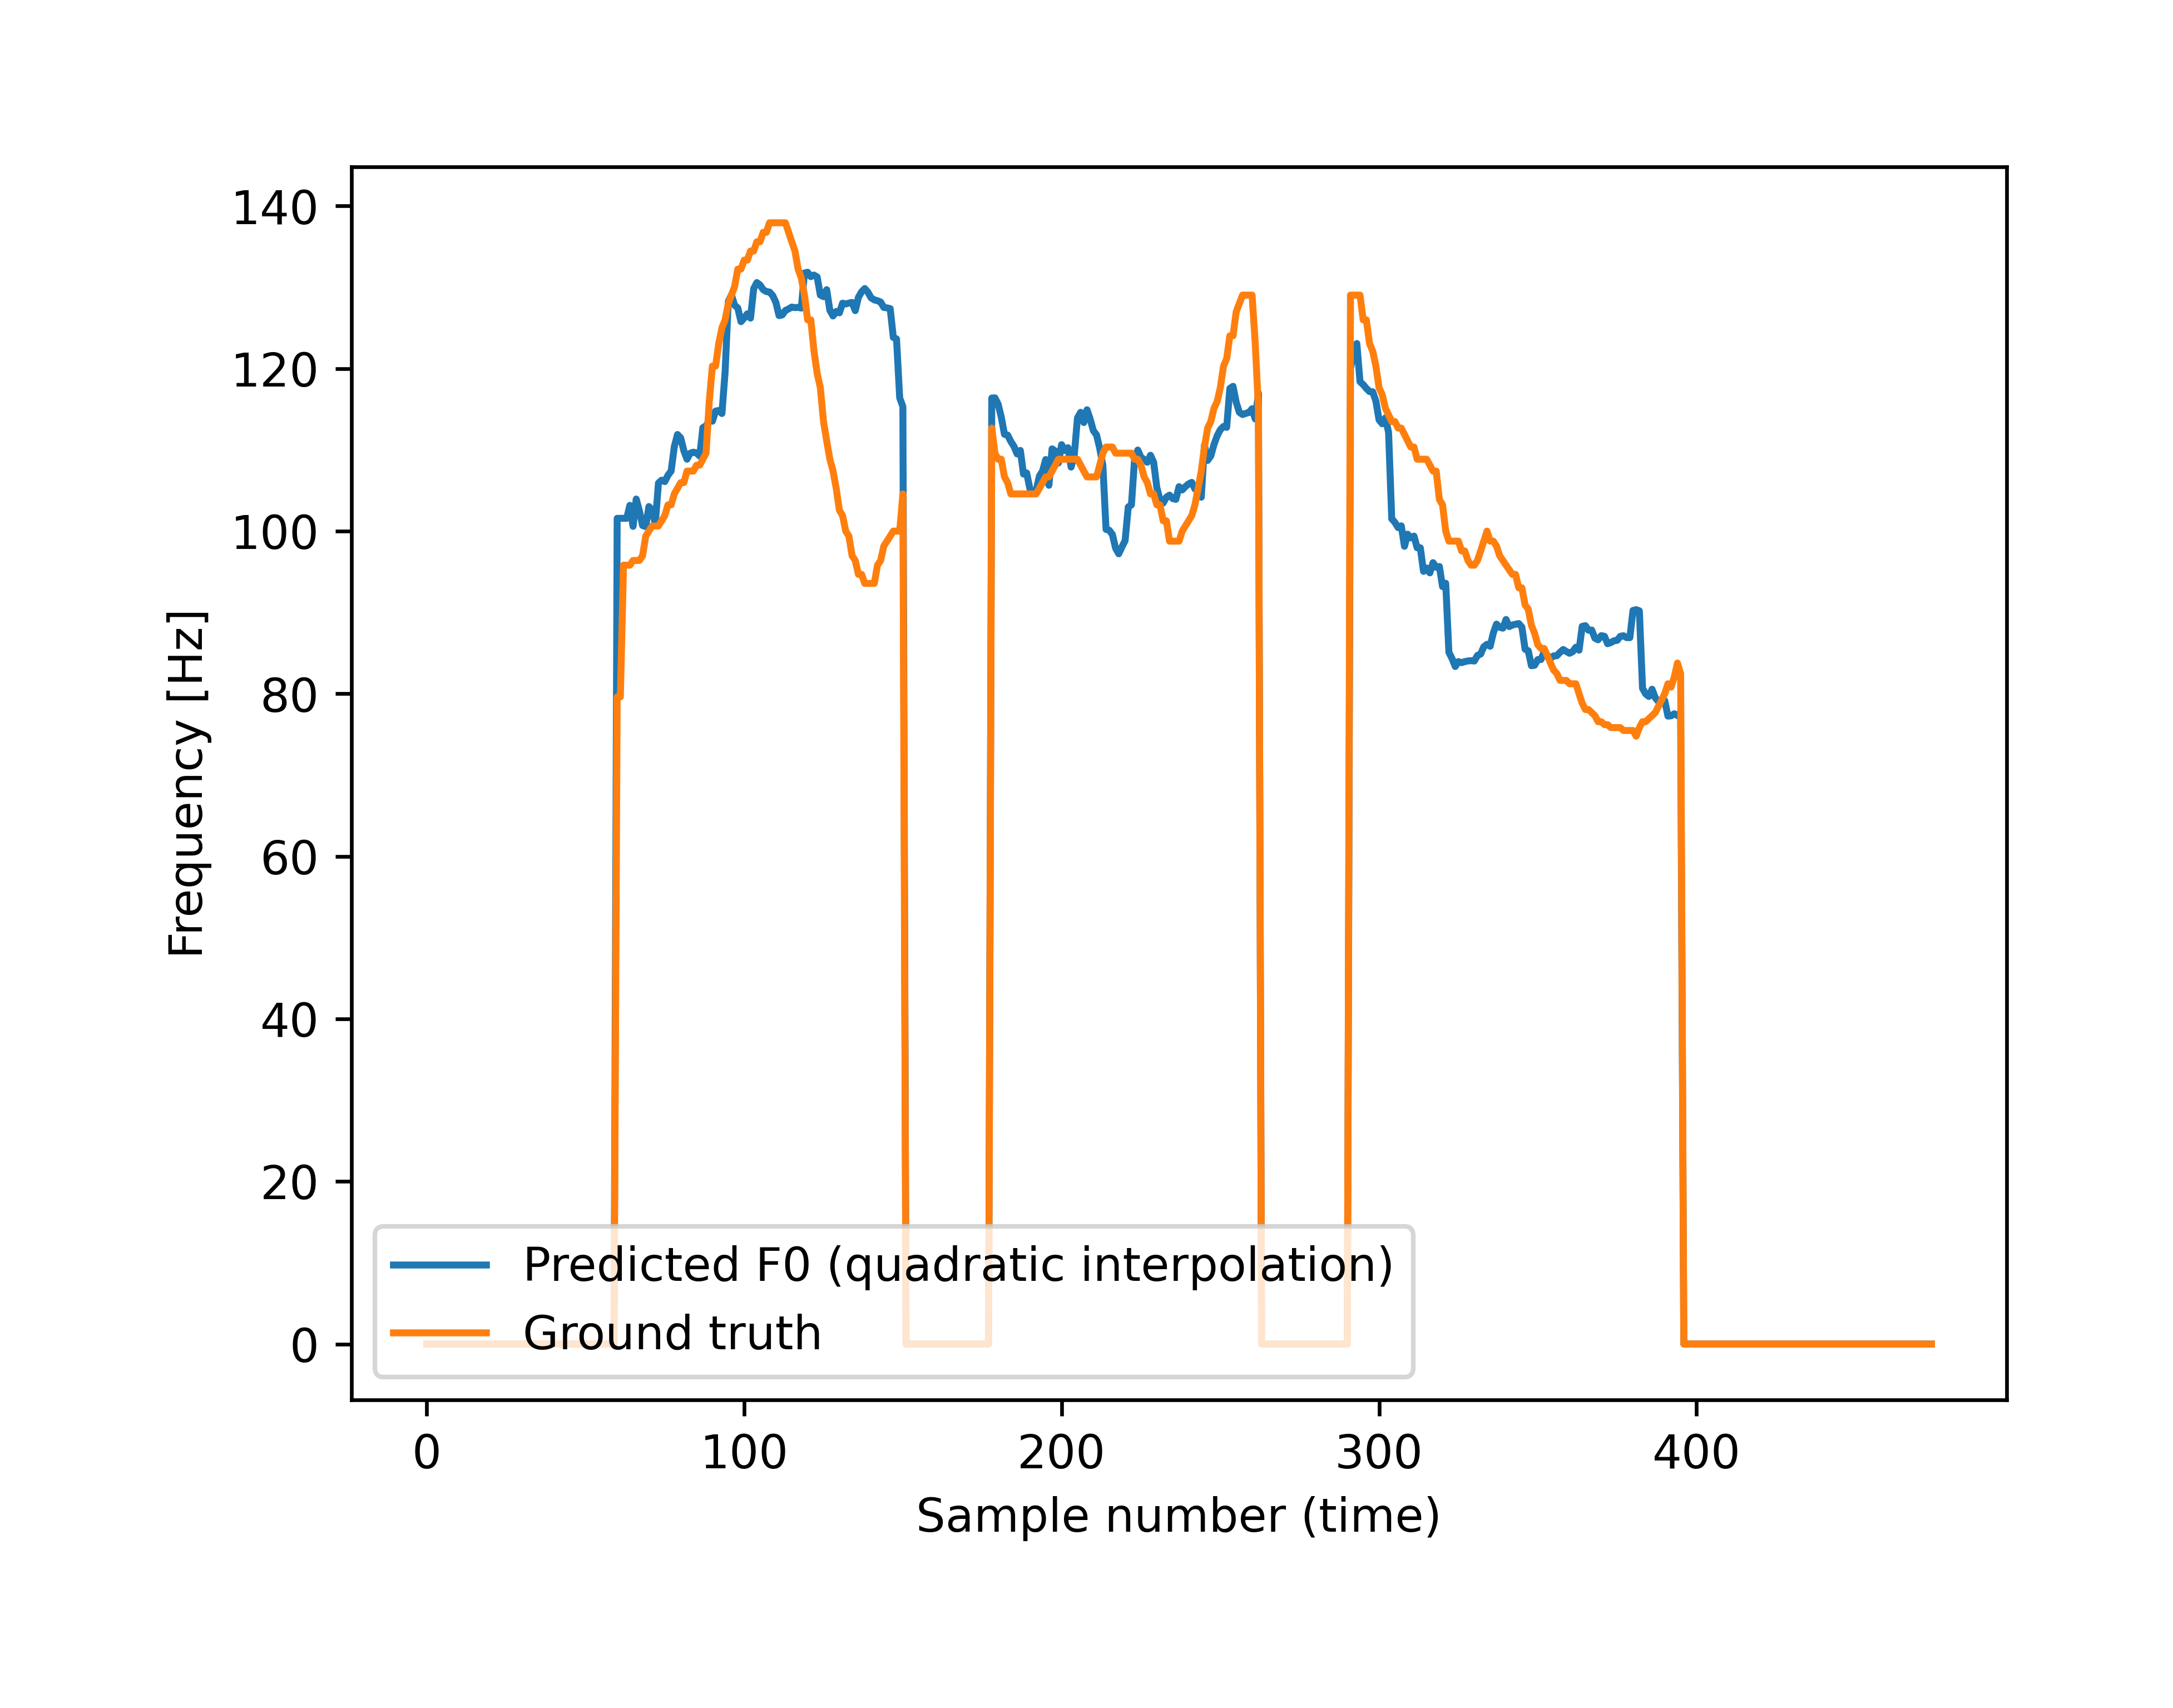 140
120
100
80
60
40
20
0
Frequency [Hz]
Predicted F0 (quadratic interpolation)
Ground truth
0 100 200 300 400
Sample number (time)